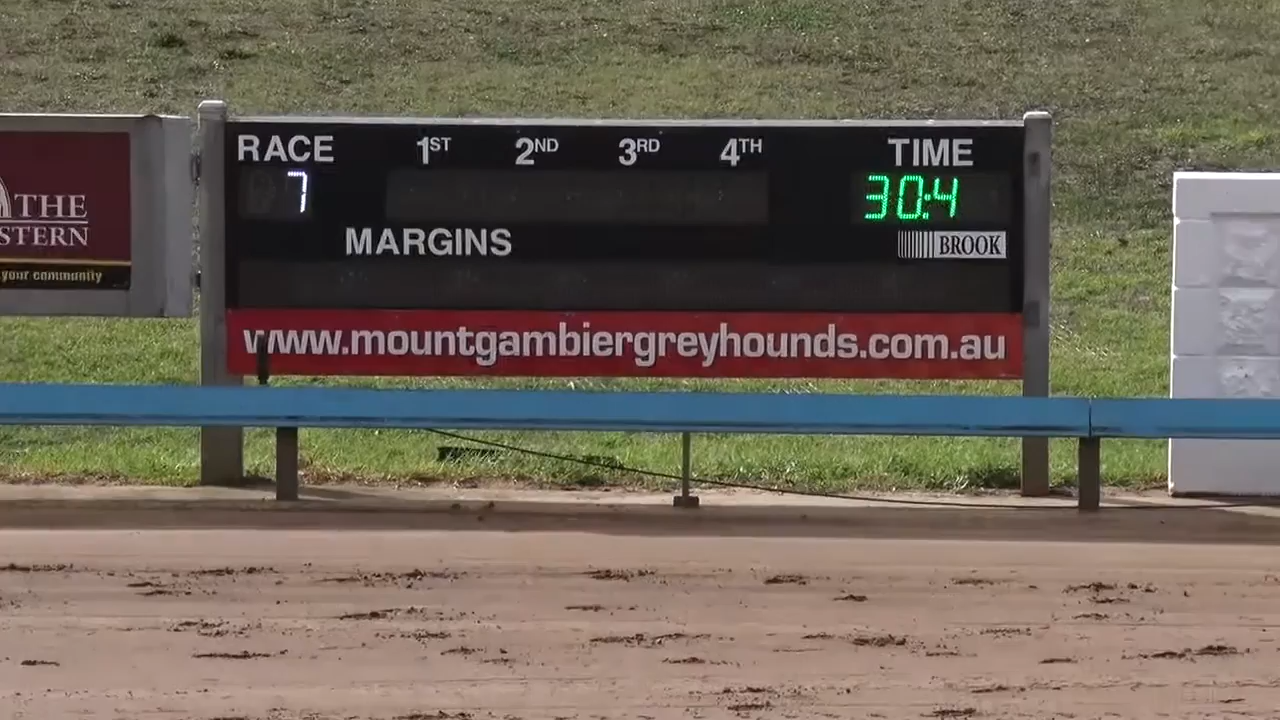 RACE 1ST 2ND 3RD 4TH TIME
7 30:4
MARGINS
BROOK
www.mountgambiergreyhounds.com.au
THE
STERN
your community